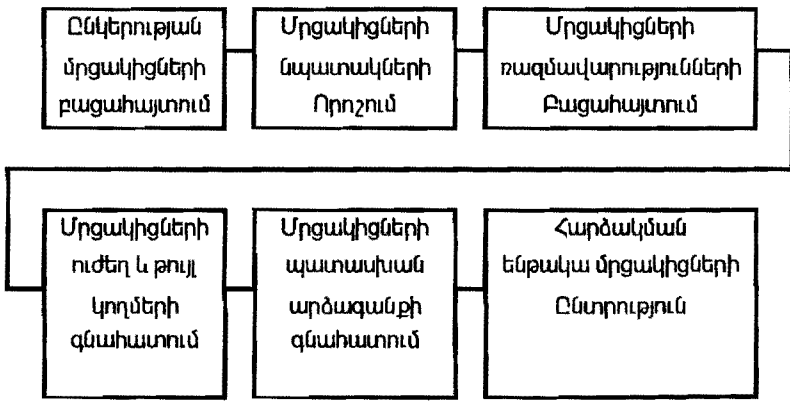 Ընկերության
մրցակիցների
բացահայտում
Մրցակիցների
նպատակների
Որոշում
Մրցակիցների
ռազմավարությունների
Բացահայտում
Մրցակիցների
ուժեղ և թույլ
կողմերի
գնահատում
Մրցակիցների
պատասխան
արձագանքի
գնահատում
Հարձակման
ենթակա մրցակիցների
Ընտրություն